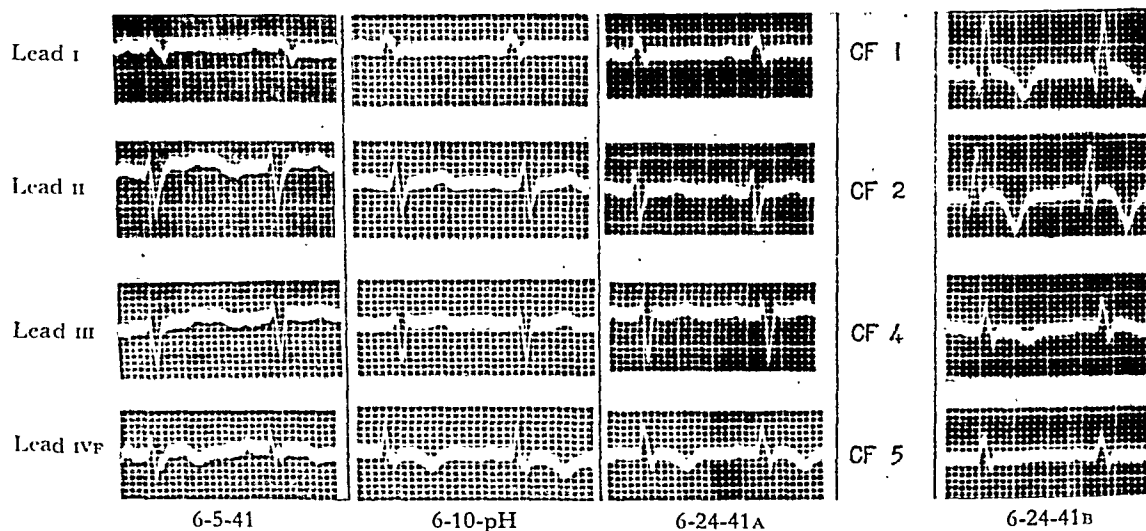 Lead I
CF 1
Lead II
CF 2
Lead III
CF 4
Lead IVF
CF 5
6-5-41
6-10-pH
6-24-41A
6-24-41B